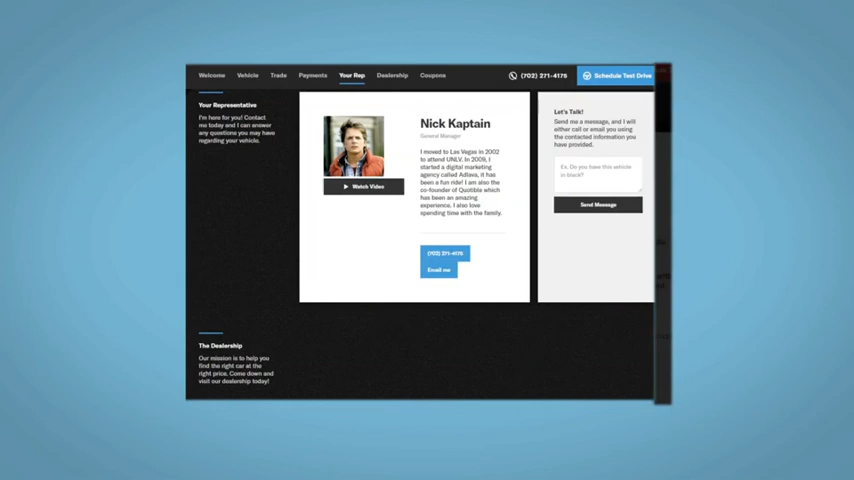 Welcome Vehicle Trade Payments Your Rep Dealership Coupons (702) 271-4175 Schedule Test Drive
Your Representative
I'm here for you! Contact
me today and I can answer
any questions you may have
regarding your vehicle.
Watch Video
Nick Kaptain
General Manager
I moved to Las Vegas in 2002
to attend UNLV. In 2009, I
started a digital marketing
agency called Adlava, it has
been a fun ride! I am also the
co-founder of Quotible which
has been an amazing
experience. I also love
spending time with the family.
(702) 271-4175
Email me
Let's Talk!
Send me a message, and I will
either call or email you using
the contacted information you
have provided.
Ex. Do you have this vehicle
in black?
Send Message
The Dealership
Our mission is to help you
find the right car at the
right price. Come down and
visit our dealership today!